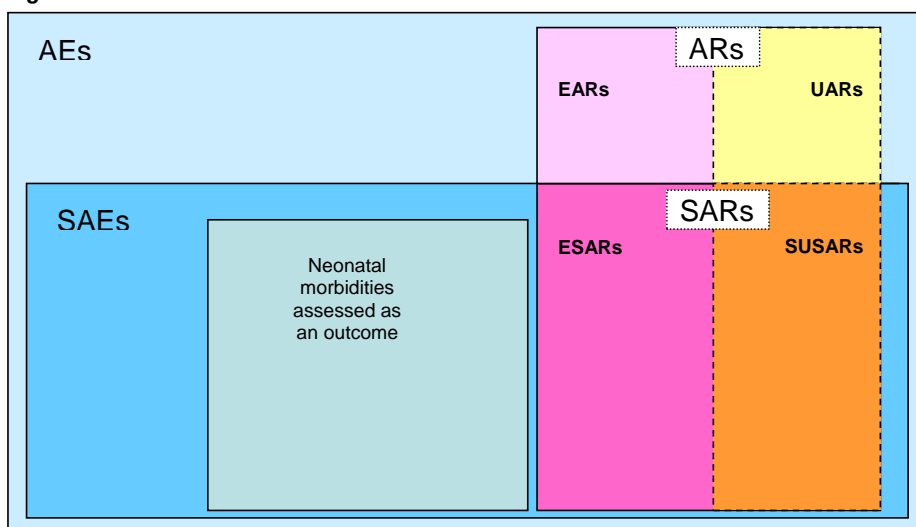 AEs
ARs
EARs
UARs
SAEs
SARs
ESARs
SUSARs
Neonatal
morbidities
assessed as
an outcome